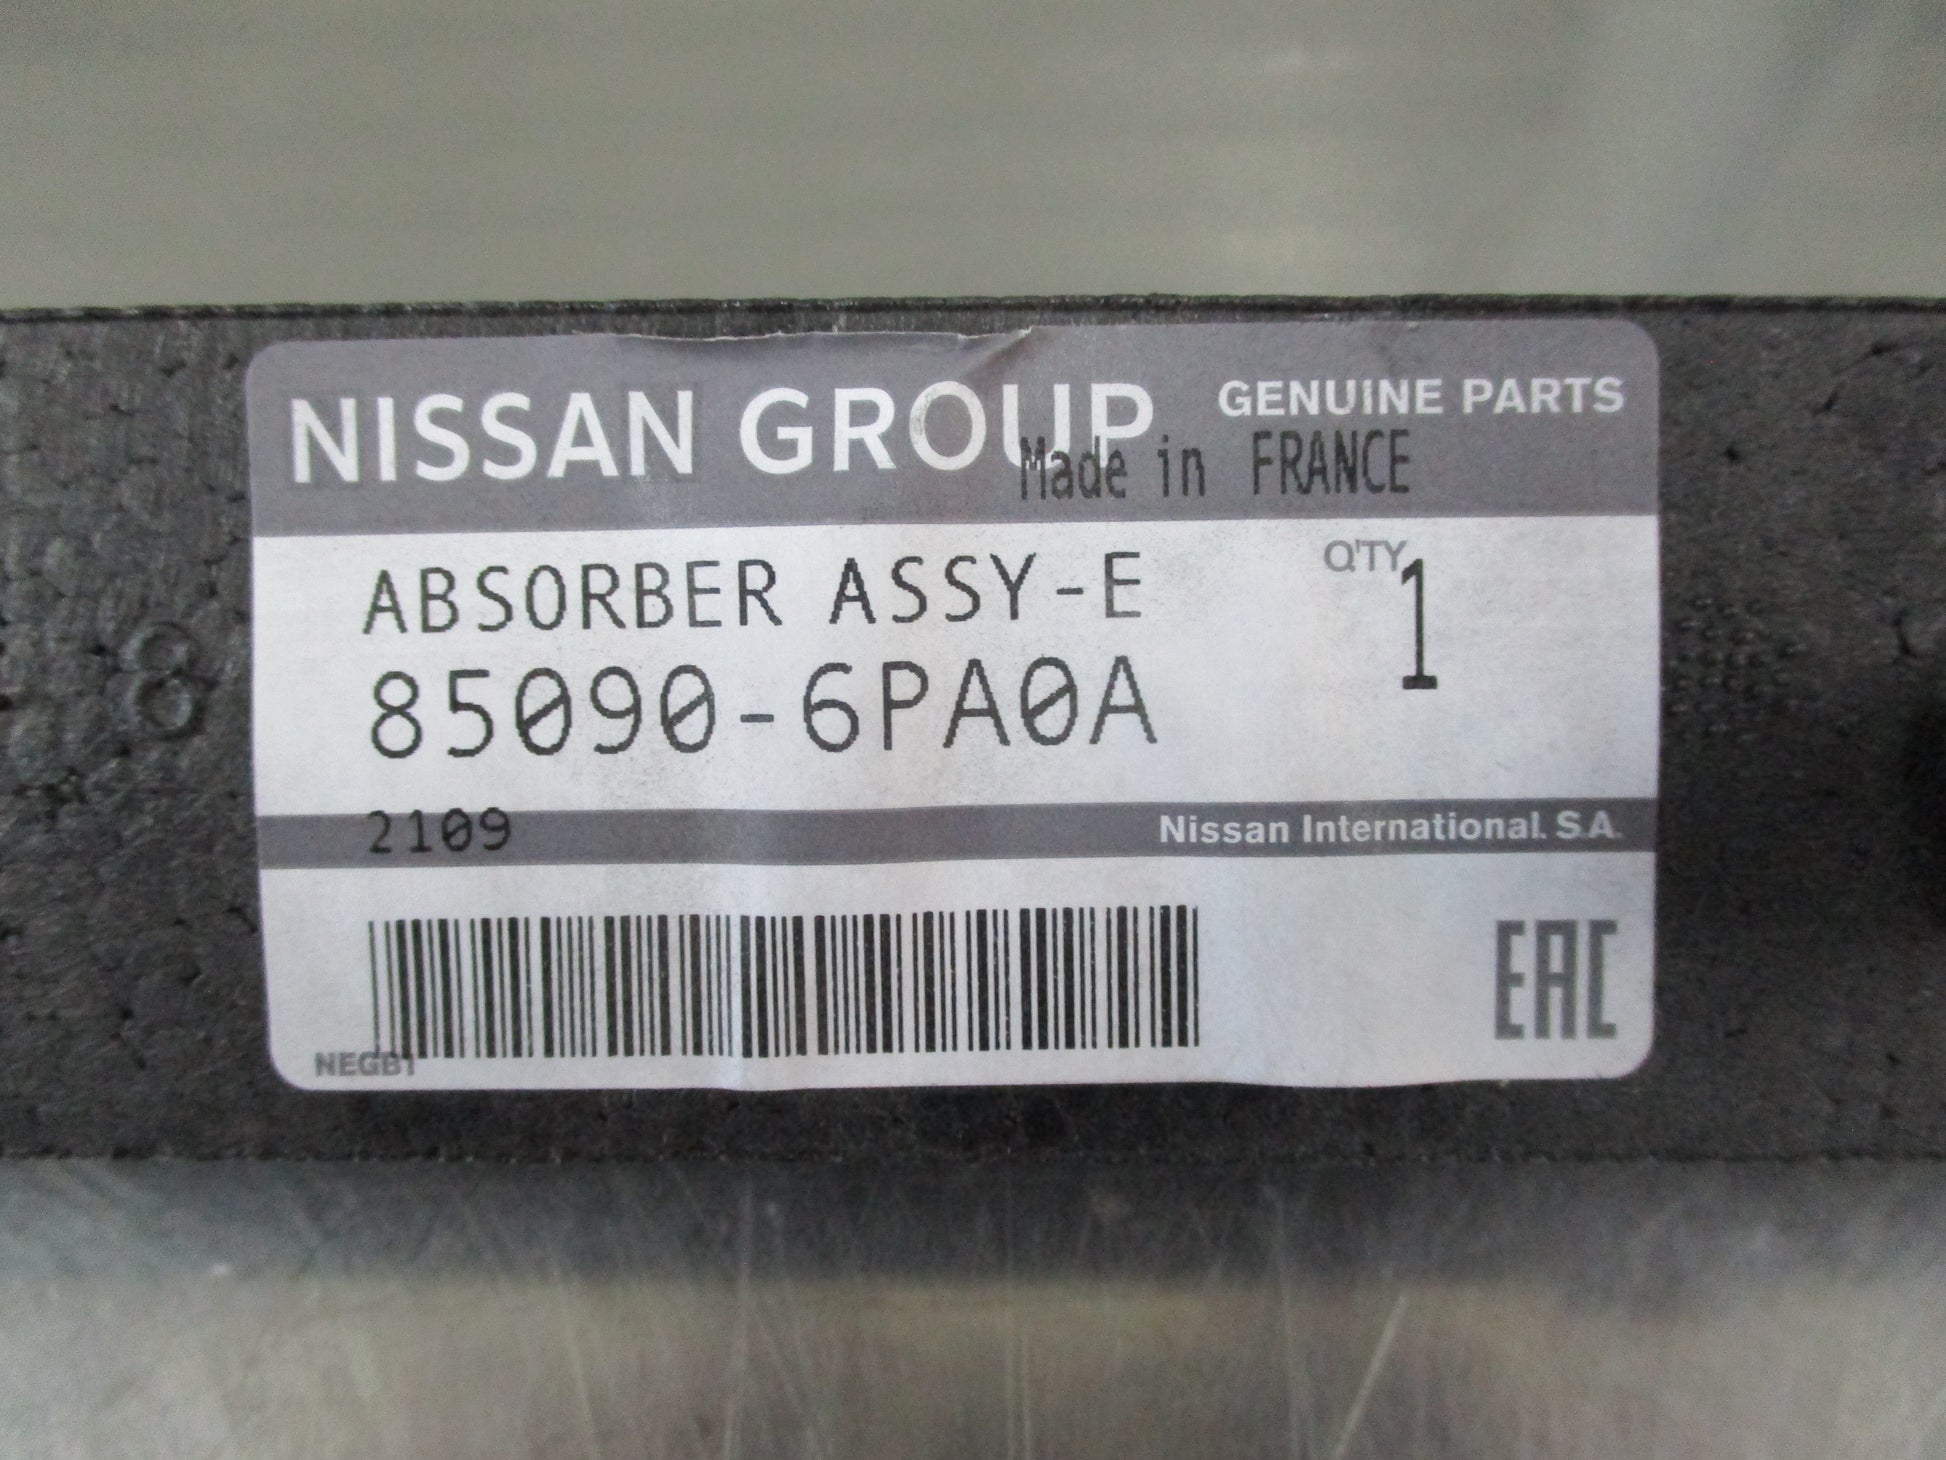 NISSAN GROUP GENUINE PARTS
Made in FRANCE
ABSORBER ASSY-E Q'TY 1
85090-6PA0A
2109 Nissan International. S.A.
EAC
NEGB1
8